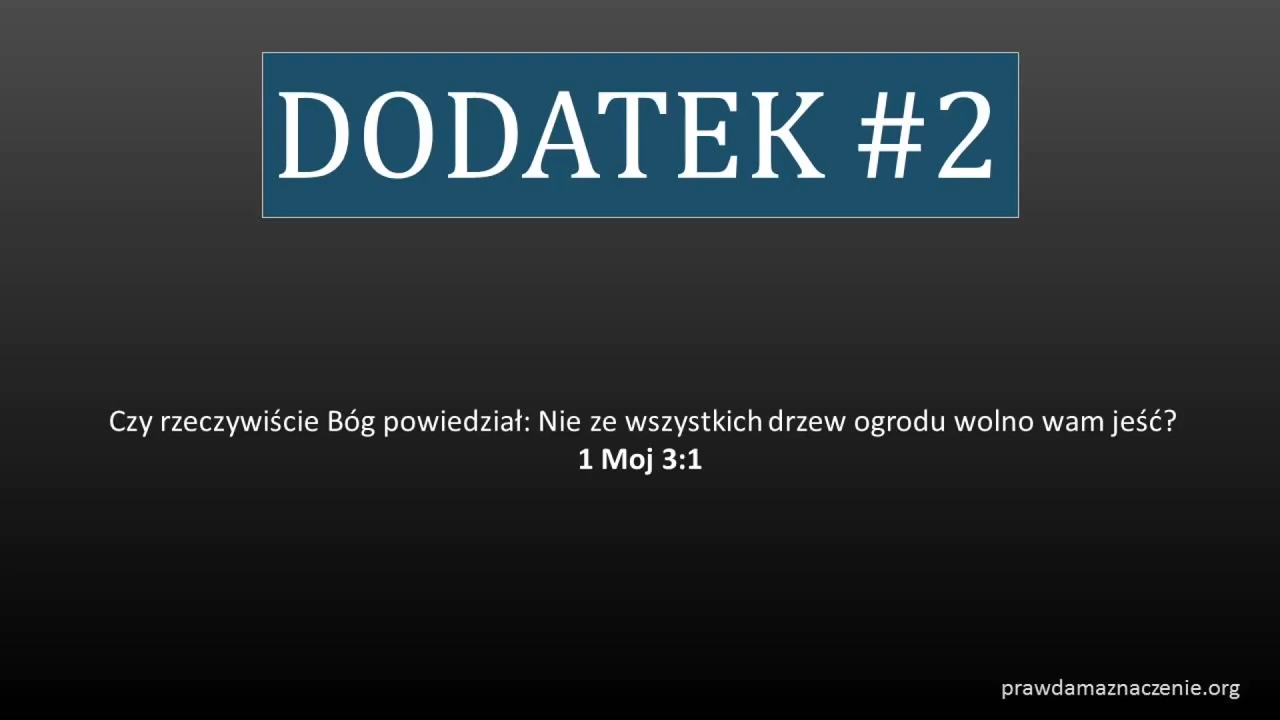 DODATEK #2
Czy rzeczywiście Bóg powiedział: Nie ze wszystkich drzew ogrodu wolno wam jeść?
1 Moj 3:1
prawdamaznaczenie.org